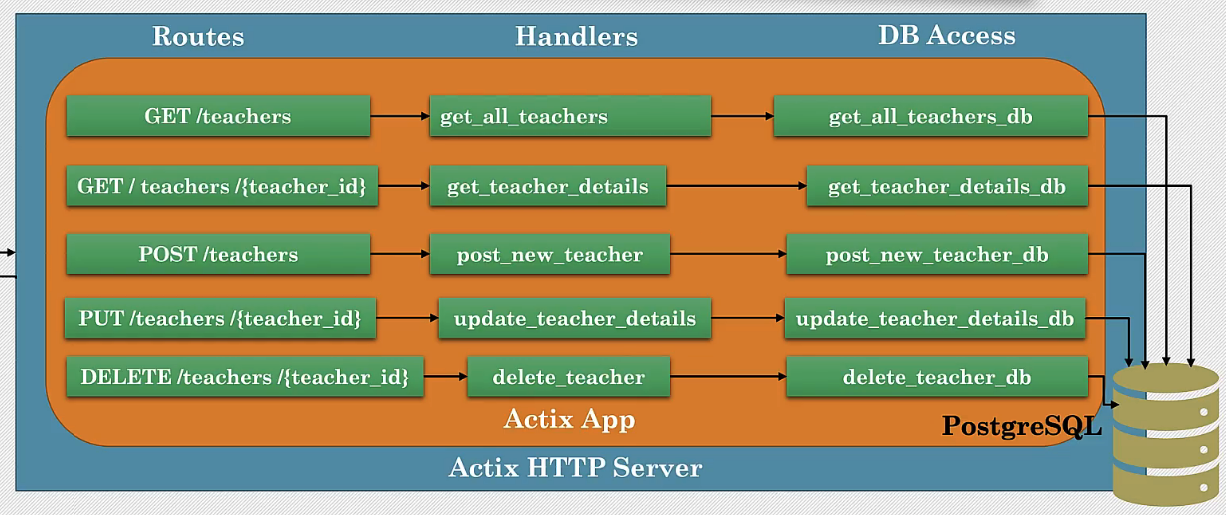 Routes
Handlers
DB Access
GET /teachers
get_all_teachers
get_all_teachers_db
GET / teachers /{teacher_id}
get_teacher_details
get_teacher_details_db
POST /teachers
post_new_teacher
post_new_teacher_db
PUT /teachers /{teacher_id}
update_teacher_details
update_teacher_details_db
DELETE /teachers /{teacher_id}
delete_teacher
delete_teacher_db
Actix App
PostgreSQL
Actix HTTP Server